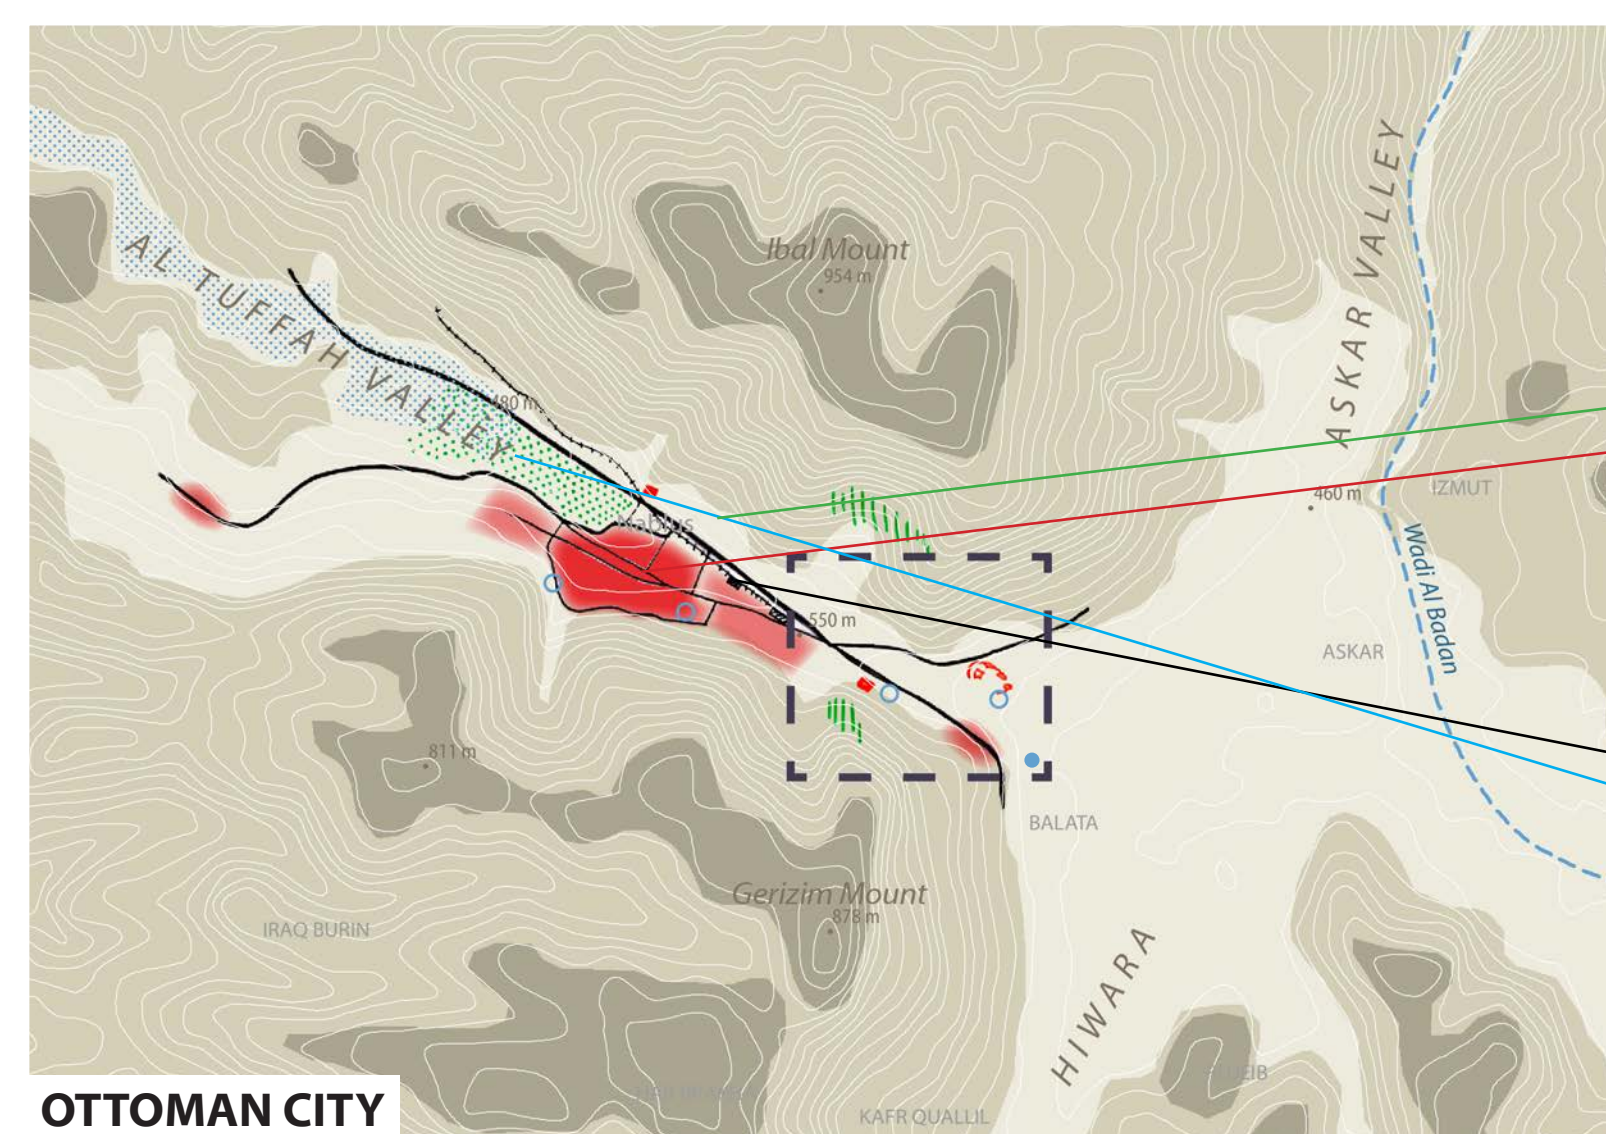 Ibal Mount
954 m
AL TUFFAH VALLEY
ASKAR VALLEY
480 m
460 m
IZMUT
Nablus
Wadi Al Badan
550 m
ASKAR
811 m
BALATA
Gerizim Mount
878 m
IRAQ BURIN
HIWARA
KAFR QUALLIL
OTTOMAN CITY